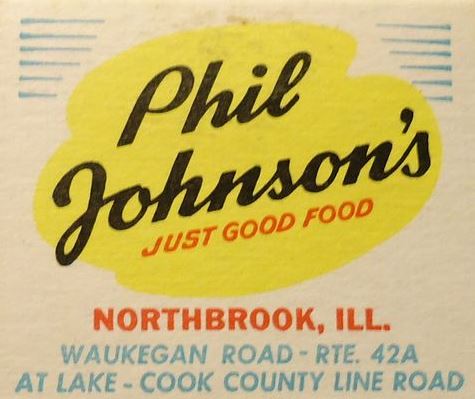 Phil
Johnson's
JUST GOOD FOOD
NORTHBROOK, ILL.
WAUKEGAN ROAD - RTE. 42A
AT LAKE - COOK COUNTY LINE ROAD